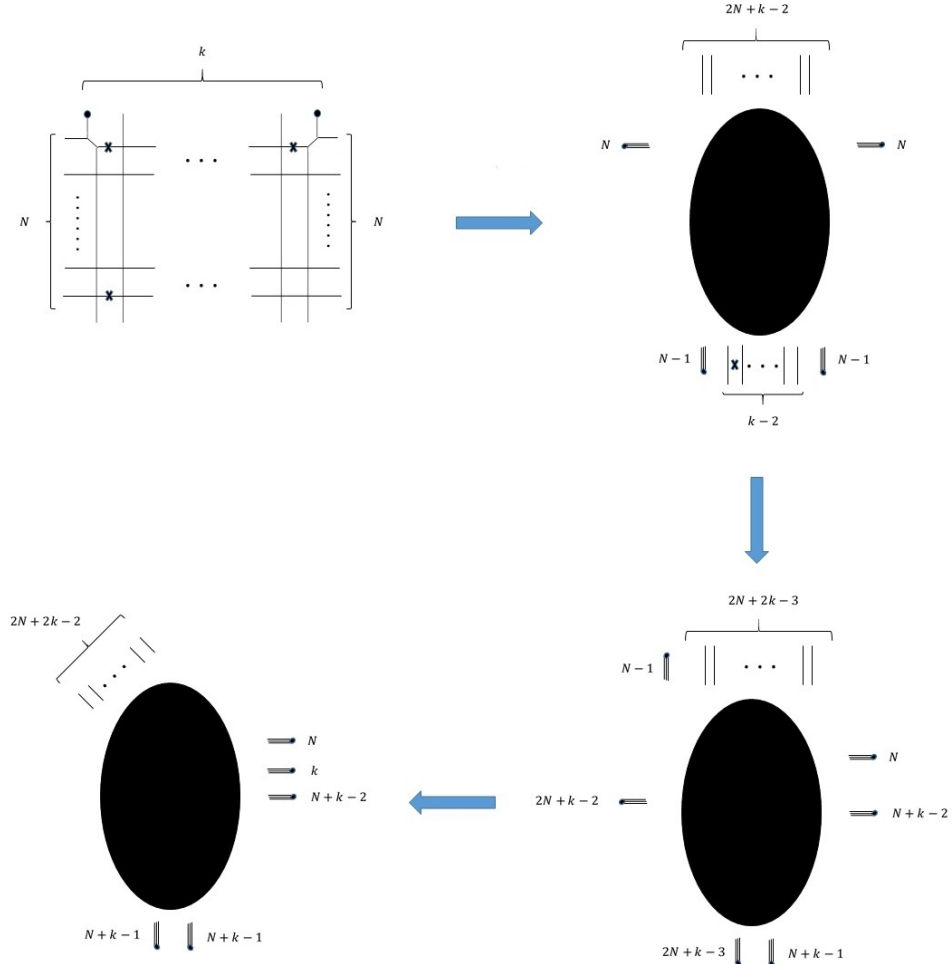 k
N
N
2N + k − 2
N
N
N − 1
N − 1
k − 2
2N + 2k − 3
N − 1
N
2N + k − 2
N + k − 2
2N + k − 3
N + k − 1
2N + 2k − 2
N
k
N + k − 2
N + k − 1
N + k − 1